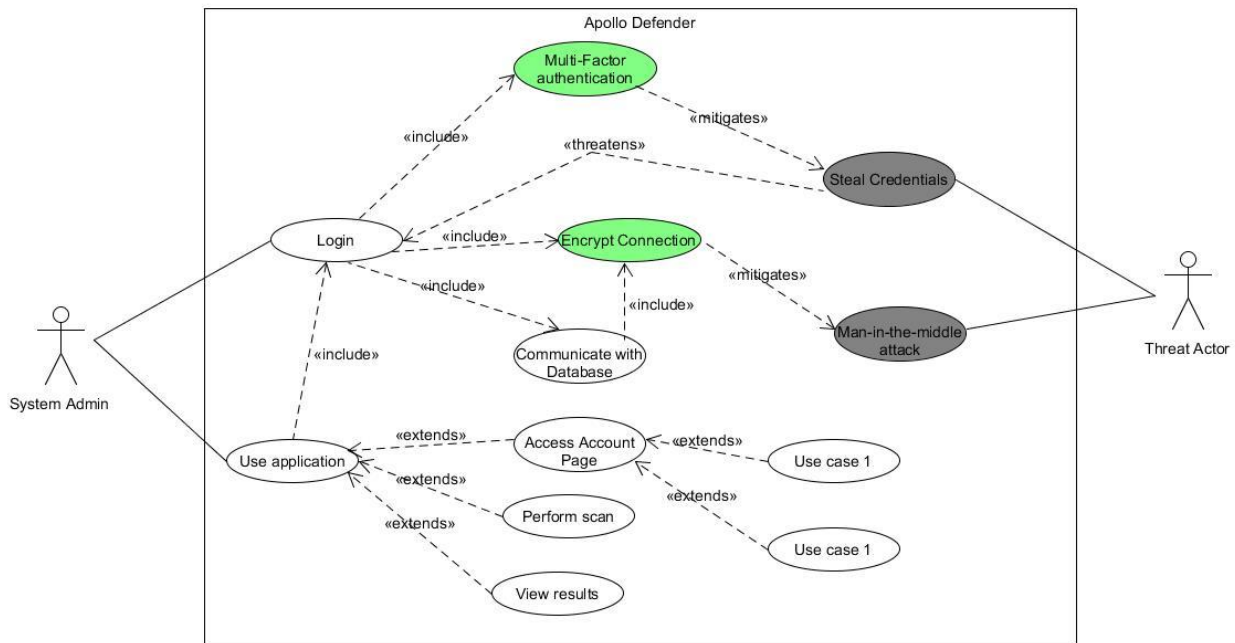 Apollo Defender
Multi-Factor
authentication
«mitigates»
«include»
«threatens»
Steal Credentials
Login
«include»
Encrypt Connection
«mitigates»
«include»
«include»
Man-in-the-middle
attack
Threat Actor
Communicate with
Database
«include»
System Admin
«extends»
Access Account
Page
«extends»
Use case 1
Use application
«extends»
«extends»
Perform scan
«extends»
Use case 1
View results